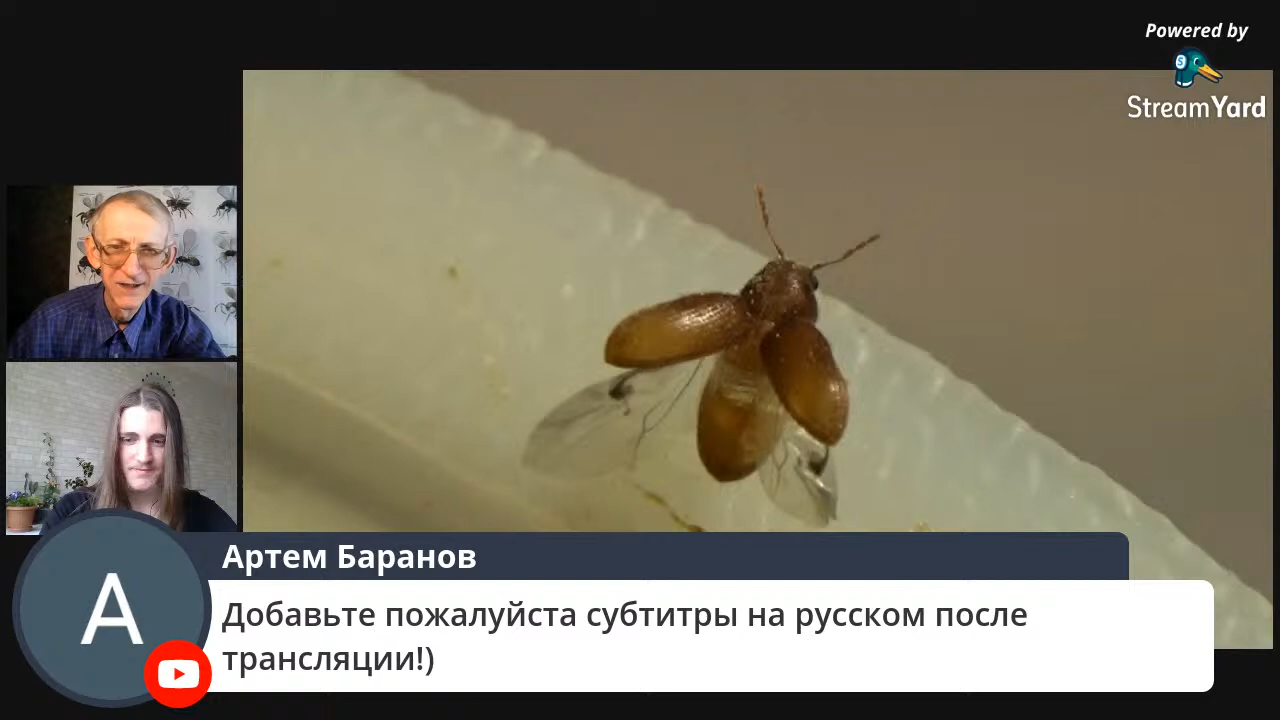 Powered by
StreamYard
A
Артем Баранов
Добавьте пожалуйста субтитры на русском после
трансляции!)